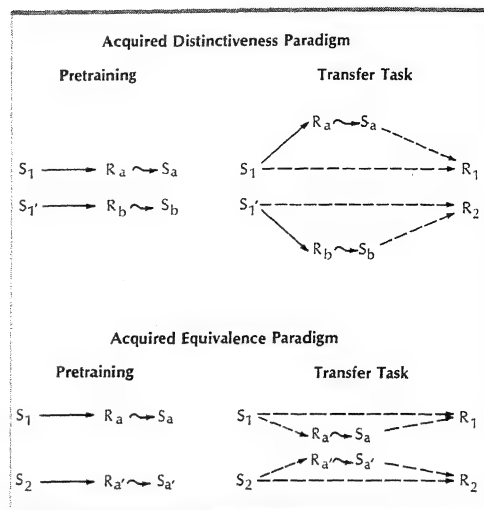 Acquired Distinctiveness Paradigm
Pretraining Transfer Task
Ra Sa
S1 Ra Sa S1 R1
S1' Rb Sb S1' R2
Rb Sb
Acquired Equivalence Paradigm
Pretraining Transfer Task
S1 Ra Sa S1 R1
Ra Sa
Ra' Sa'
S2 Ra' Sa' S2 R2